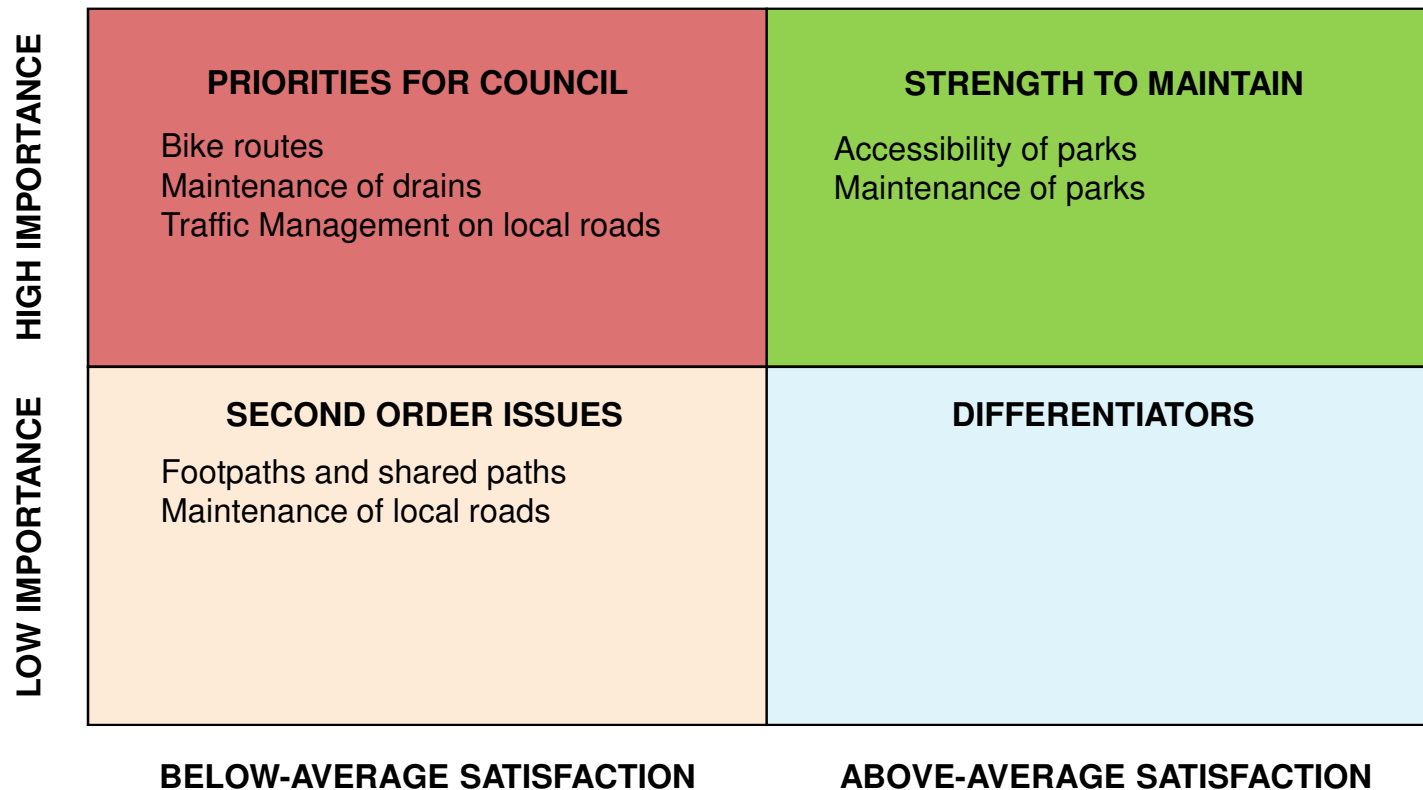 HIGH IMPORTANCE
PRIORITIES FOR COUNCIL
Bike routes
Maintenance of drains
Traffic Management on local roads
STRENGTH TO MAINTAIN
Accessibility of parks
Maintenance of parks
LOW IMPORTANCE
SECOND ORDER ISSUES
Footpaths and shared paths
Maintenance of local roads
DIFFERENTIATORS
BELOW-AVERAGE SATISFACTION
ABOVE-AVERAGE SATISFACTION